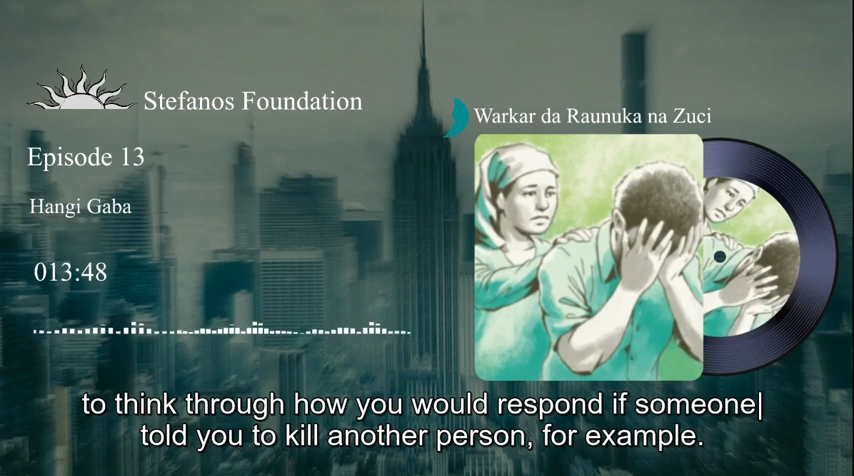 Stefanos Foundation
Warkar da Raunuka na Zuci
Episode 13
Hangi Gaba
013:48
to think through how you would respond if someone|
told you to kill another person, for example.